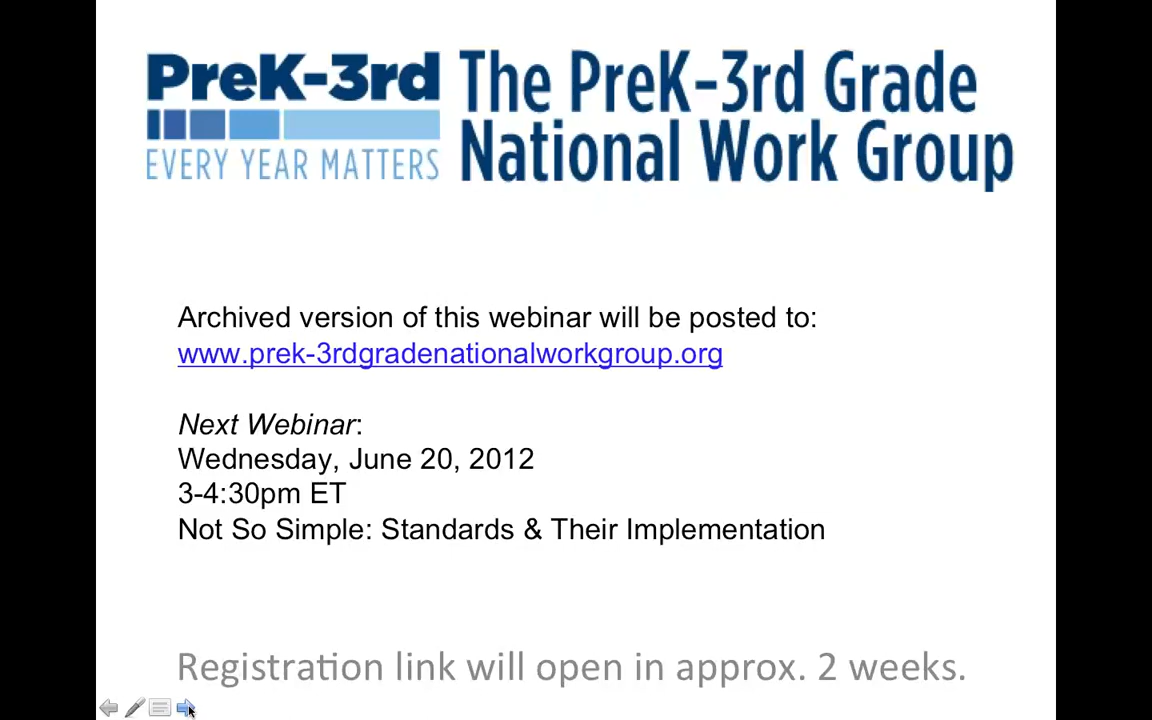 PreK-3rd
EVERY YEAR MATTERS
The PreK-3rd Grade
National Work Group
Archived version of this webinar will be posted to:
www.prek-3rdgradenationalworkgroup.org
Next Webinar:
Wednesday, June 20, 2012
3-4:30pm ET
Not So Simple: Standards & Their Implementation
Registration link will open in approx. 2 weeks.